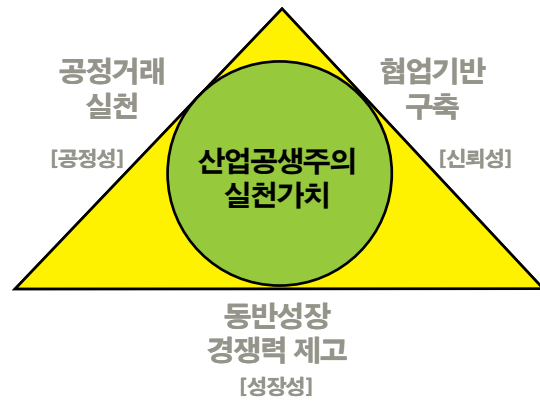 공정거래
실천
[공정성]
협업기반
구축
[신뢰성]
산업공생주의
실천가치
동반성장
경쟁력 제고
[성장성]